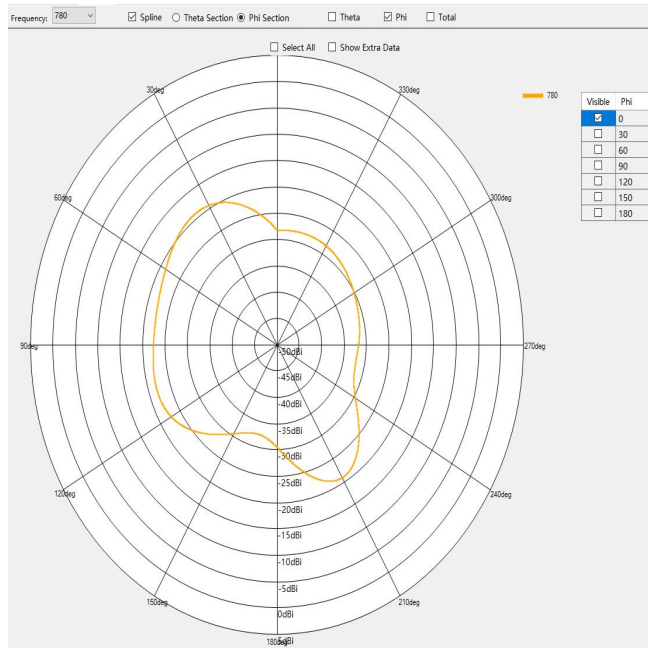 Frequency: 780 Spline Theta Section Phi Section Theta Phi Total
Select All Show Extra Data
780
Visible Phi
0
30
60
90
120
150
180
30deg
330deg
60deg
300deg
90deg
270deg
-50dBi
-45dBi
-40dBi
-35dBi
-30dBi
-25dBi
-20dBi
-15dBi
-10dBi
-5dBi
0dBi
5dBi
120deg
240deg
150deg
210deg
180deg